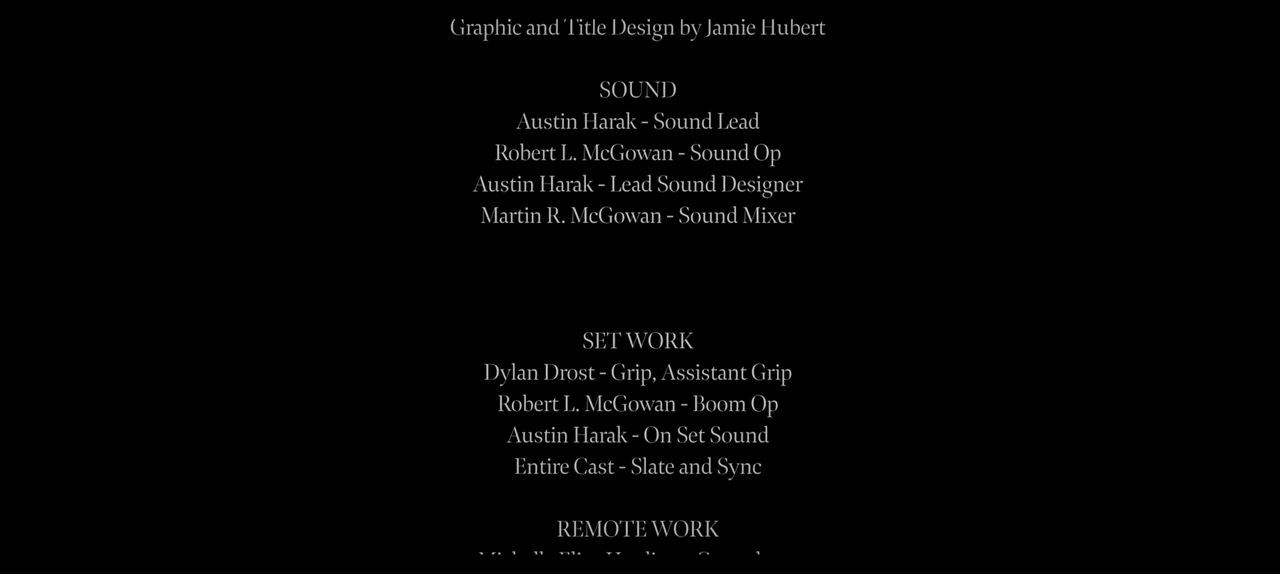 Graphic and Title Design by Jamie Hubert
SOUND
Austin Harak - Sound Lead
Robert L. McGowan - Sound Op
Austin Harak - Lead Sound Designer
Martin R. McGowan - Sound Mixer
SET WORK
Dylan Drost - Grip, Assistant Grip
Robert L. McGowan - Boom Op
Austin Harak - On Set Sound
Entire Cast - Slate and Sync
REMOTE WORK